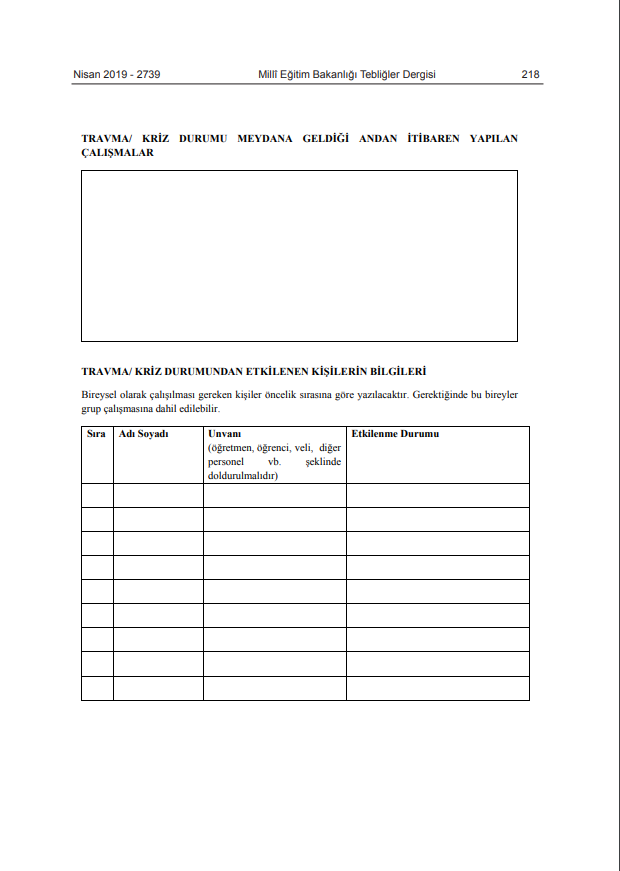 Nisan 2019 - 2739 Millî Eğitim Bakanlığı Tebliğler Dergisi 218
TRAVMA/ KRİZ DURUMU MEYDANA GELDİĞİ ANDAN İTİBAREN YAPILAN
ÇALIŞMALAR
TRAVMA/ KRİZ DURUMUNDAN ETKİLENEN KİŞİLERİN BİLGİLERİ
Bireysel olarak çalışılması gereken kişiler öncelik sırasına göre yazılacaktır. Gerektiğinde bu bireyler
grup çalışmasına dahil edilebilir.
Sıra Adı Soyadı Unvanı Etkilenme Durumu
(öğretmen, öğrenci, veli, diğer
personel vb. şeklinde
doldurulmalıdır)